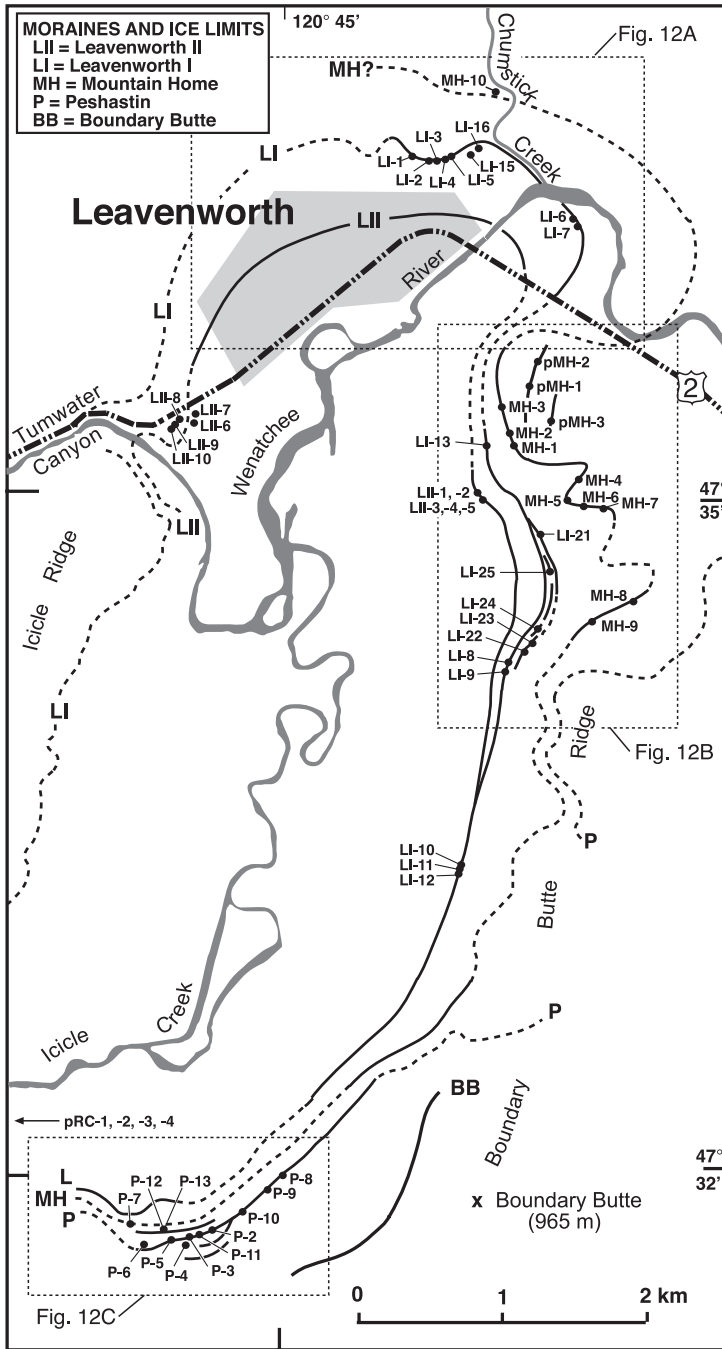 120° 45'
MORAINES AND ICE LIMITS
LII = Leavenworth II
LI = Leavenworth I
MH = Mountain Home
P = Peshastin
BB = Boundary Butte
Fig. 12A
Chumstick
Creek
MH?
MH-10
LI
LI-16
LI-3
LI-1
LI-15
LI-2
LI-4
LI-5
Leavenworth
LII
LI-6
LI-7
River
LI
2
pMH-2
pMH-1
MH-3
pMH-3
MH-2
MH-1
Tumwater
Canyon
LII-8
LII-7
LII-6
LII-9
LII-10
Wenatchee
LI-13
MH-4
MH-5
MH-6
MH-7
47°
35'
LII-1, -2
LII-3,-4,-5
LII
LI-21
LI-25
Icicle Ridge
MH-8
LI-24
LI-23
MH-9
LI-22
LI-8
LI-9
LI
Ridge
Fig. 12B
P
LI-10
LI-11
LI-12
Butte
Icicle Creek
P
BB
Boundary
pRC-1, -2, -3, -4
47°
32'
L
MH
P
P-12
P-13
P-7
P-8
P-9
P-10
P-2
P-11
P-3
P-5
P-4
P-6
x Boundary Butte
(965 m)
Fig. 12C
0 1 2 km